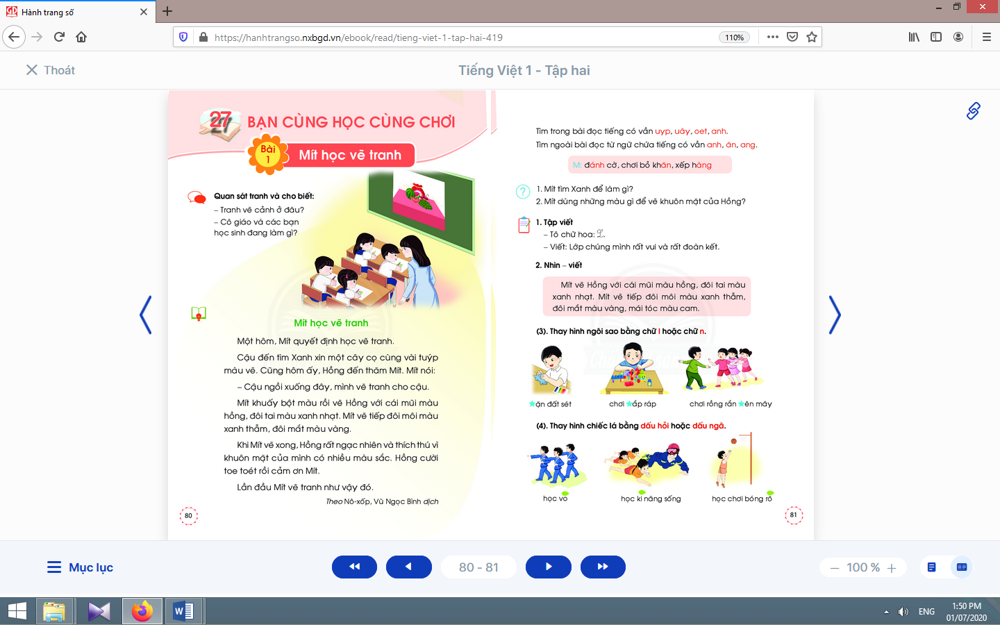 Hành trang số
https://hanhtrangso.nxbgd.vn/ebook/read/tieng-viet-1-tap-hai-419
110%
Thoát
Tiếng Việt 1 - Tập hai
27
BẠN CÙNG HỌC CÙNG CHƠI
Bài
1
Mít học vẽ tranh
Quan sát tranh và cho biết:
– Tranh vẽ cảnh ở đâu?
– Cô giáo và các bạn
học sinh đang làm gì?
Mít học vẽ tranh
Một hôm, Mít quyết định học vẽ tranh.
Cậu đến tìm Xanh xin một cây cọ cùng vài tuýp
màu vẽ. Cũng hôm ấy, Hồng đến thăm Mít. Mít nói:
– Cậu ngồi xuống đây, mình vẽ tranh cho cậu.
Mít khuấy bột màu rồi vẽ Hồng với cái mũi màu
hồng, đôi tai màu xanh nhạt. Mít vẽ tiếp đôi môi màu
xanh thẫm, đôi mắt màu vàng.
Khi Mít vẽ xong, Hồng rất ngạc nhiên và thích thú vì
khuôn mặt của mình có nhiều màu sắc. Hồng cười
toe toét rồi cảm ơn Mít.
Lần đầu Mít vẽ tranh như vậy đó.
Theo Nô-xốp, Vũ Ngọc Bình dịch
80
Tìm trong bài đọc tiếng có vần uyp, uây, oet, anh.
Tìm ngoài bài đọc từ ngữ chứa tiếng có vần anh, ăn, ang.
M: đánh cờ, chơi bỏ khăn, xếp hàng
?
1. Mít tìm Xanh để làm gì?
2. Mít dùng những màu gì để vẽ khuôn mặt của Hồng?
1. Tập viết
– Tô chữ hoa: L.
– Viết: Lớp chúng mình rất vui và rất đoàn kết.
2. Nhìn – viết
Mít vẽ Hồng với cái mũi màu hồng, đôi tai màu
xanh nhạt. Mít vẽ tiếp đôi môi màu xanh thẫm,
đôi mắt màu vàng, mái tóc màu cam.
(3). Thay hình ngôi sao bằng chữ l hoặc chữ n.
★ặn đất sét
chơi ★ắp ráp
chơi rồng rắn ★ên mây
(4). Thay hình chiếc lá bằng dấu hỏi hoặc dấu ngã.
học vo
học ki năng sống
học chơi bóng rô
81
Mục lục
80 - 81
100 %
ENG
1:50 PM
01/07/2020